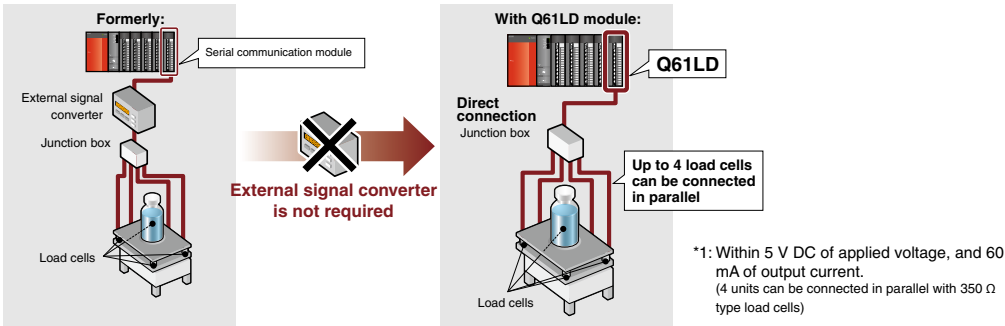 Formerly:
Serial communication module
External signal
converter
Junction box
Load cells
External signal converter
is not required
With Q61LD module:
Q61LD
Direct
connection
Junction box
Up to 4 load cells
can be connected
in parallel
Load cells
*1: Within 5 V DC of applied voltage, and 60
mA of output current.
(4 units can be connected in parallel with 350 Ω
type load cells)